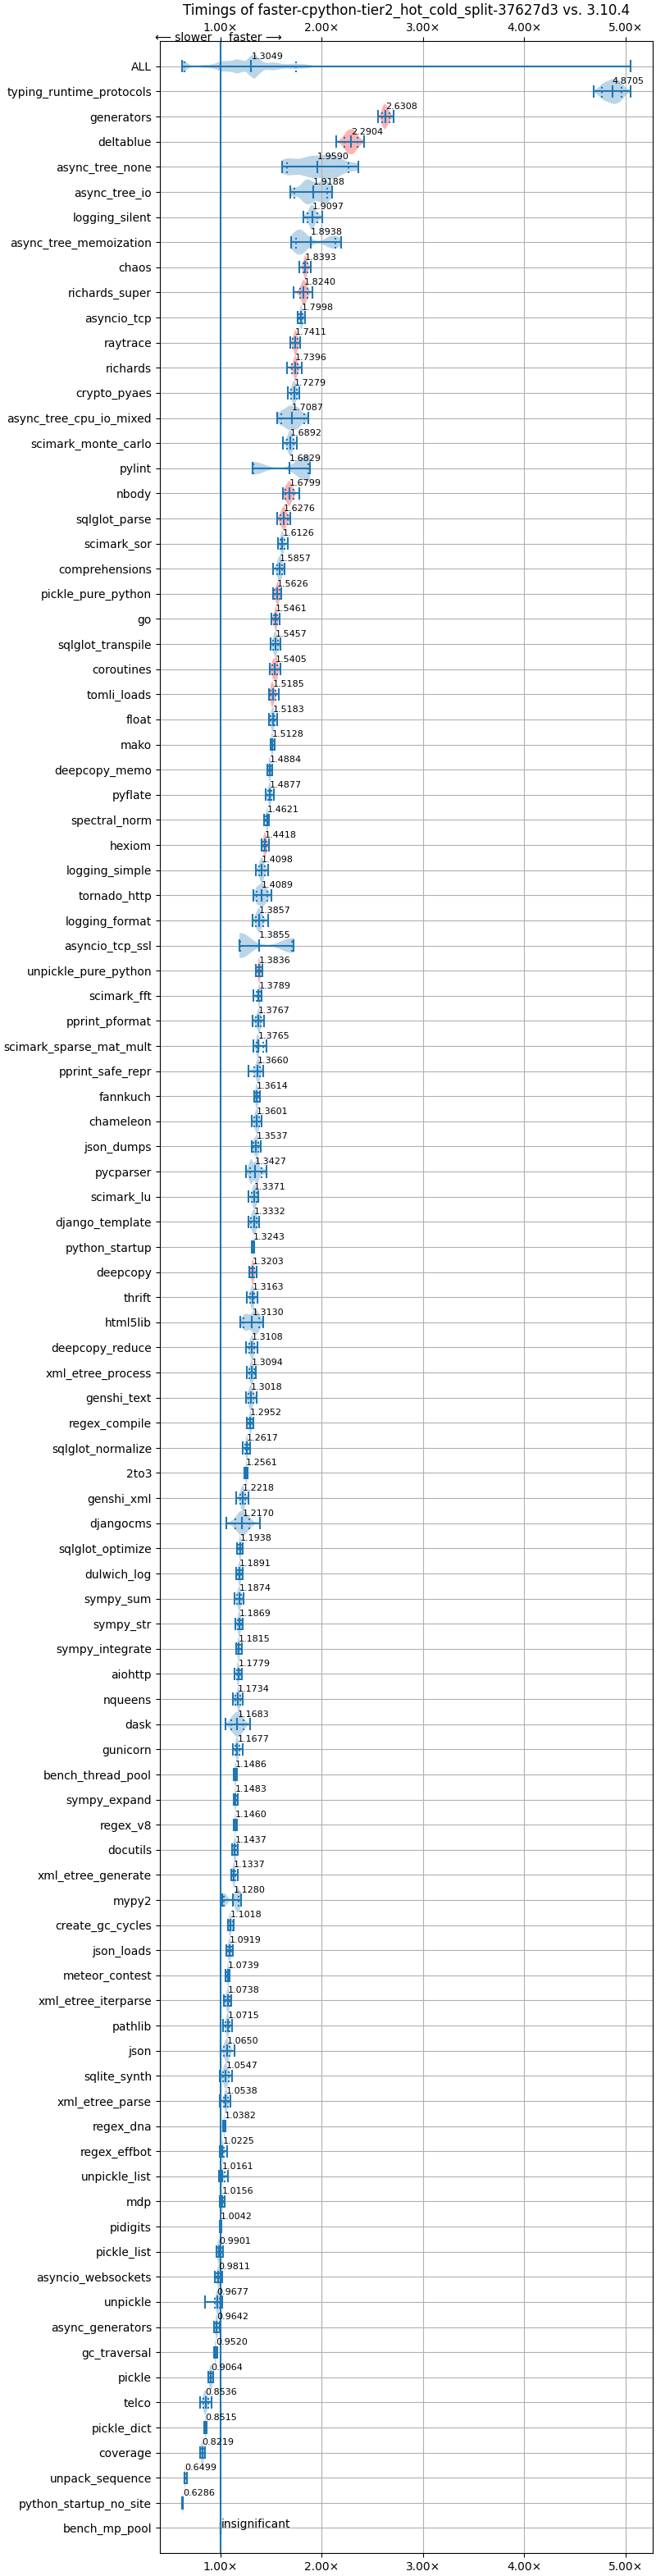 Timings of faster-cpython-tier2_hot_cold_split-37627d3 vs. 3.10.4
1.00× 2.00× 3.00× 4.00× 5.00×
⟵ slower faster ⟶
ALL 1.3049
typing_runtime_protocols 4.8705
generators 2.6308
deltablue 2.2904
async_tree_none 1.9590
async_tree_io 1.9188
logging_silent 1.9097
async_tree_memoization 1.8938
chaos 1.8393
richards_super 1.8240
asyncio_tcp 1.7998
raytrace 1.7411
richards 1.7396
crypto_pyaes 1.7279
async_tree_cpu_io_mixed 1.7087
scimark_monte_carlo 1.6892
pylint 1.6829
nbody 1.6799
sqlglot_parse 1.6276
scimark_sor 1.6126
comprehensions 1.5857
pickle_pure_python 1.5626
go 1.5461
sqlglot_transpile 1.5457
coroutines 1.5405
tomli_loads 1.5185
float 1.5183
mako 1.5128
deepcopy_memo 1.4884
pyflate 1.4877
spectral_norm 1.4621
hexiom 1.4418
logging_simple 1.4098
tornado_http 1.4089
logging_format 1.3857
asyncio_tcp_ssl 1.3855
unpickle_pure_python 1.3836
scimark_fft 1.3789
pprint_pformat 1.3767
scimark_sparse_mat_mult 1.3765
pprint_safe_repr 1.3660
fannkuch 1.3614
chameleon 1.3601
json_dumps 1.3537
pycparser 1.3427
scimark_lu 1.3371
django_template 1.3332
python_startup 1.3243
deepcopy 1.3203
thrift 1.3163
html5lib 1.3130
deepcopy_reduce 1.3108
xml_etree_process 1.3094
genshi_text 1.3018
regex_compile 1.2952
sqlglot_normalize 1.2617
2to3 1.2561
genshi_xml 1.2218
djangocms 1.2170
sqlglot_optimize 1.1938
dulwich_log 1.1891
sympy_sum 1.1874
sympy_str 1.1869
sympy_integrate 1.1815
aiohttp 1.1779
nqueens 1.1734
dask 1.1683
gunicorn 1.1677
bench_thread_pool 1.1486
sympy_expand 1.1483
regex_v8 1.1460
docutils 1.1437
xml_etree_generate 1.1337
mypy2 1.1280
create_gc_cycles 1.1018
json_loads 1.0919
meteor_contest 1.0739
xml_etree_iterparse 1.0738
pathlib 1.0715
json 1.0650
sqlite_synth 1.0547
xml_etree_parse 1.0538
regex_dna 1.0382
regex_effbot 1.0225
unpickle_list 1.0161
mdp 1.0156
pidigits 1.0042
pickle_list 0.9901
asyncio_websockets 0.9811
unpickle 0.9677
async_generators 0.9642
gc_traversal 0.9520
pickle 0.9064
telco 0.8536
pickle_dict 0.8515
coverage 0.8219
unpack_sequence 0.6499
python_startup_no_site 0.6286
bench_mp_pool insignificant
1.00× 2.00× 3.00× 4.00× 5.00×